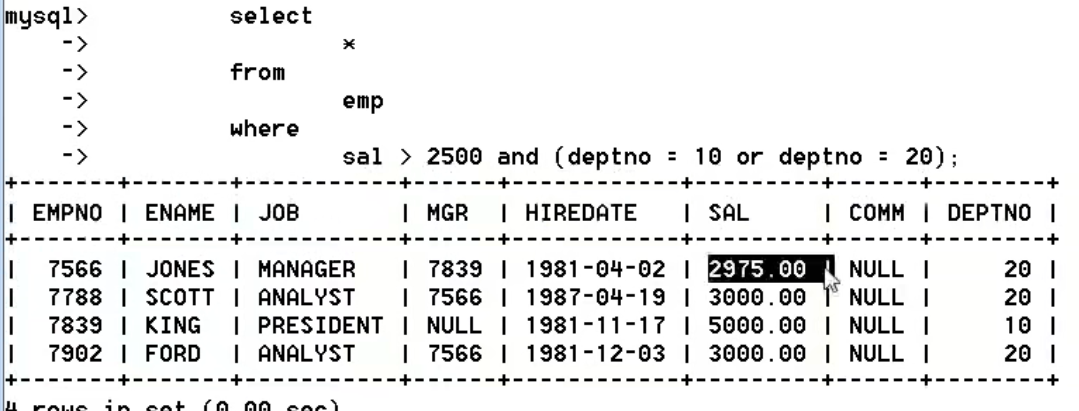 mysql>          select
    ->                  *
    ->          from
    ->                  emp
    ->          where
    ->                  sal > 2500 and (deptno = 10 or deptno = 20);
+-------+-------+-----------+------+------------+---------+------+--------+
| EMPNO | ENAME | JOB       | MGR  | HIREDATE   | SAL     | COMM | DEPTNO |
+-------+-------+-----------+------+------------+---------+------+--------+
|  7566 | JONES | MANAGER   | 7839 | 1981-04-02 | 2975.00 | NULL |     20 |
|  7788 | SCOTT | ANALYST   | 7566 | 1987-04-19 | 3000.00 | NULL |     20 |
|  7839 | KING  | PRESIDENT | NULL | 1981-11-17 | 5000.00 | NULL |     10 |
|  7902 | FORD  | ANALYST   | 7566 | 1981-12-03 | 3000.00 | NULL |     20 |
+-------+-------+-----------+------+------------+---------+------+--------+
4 rows in set (0.00 sec)